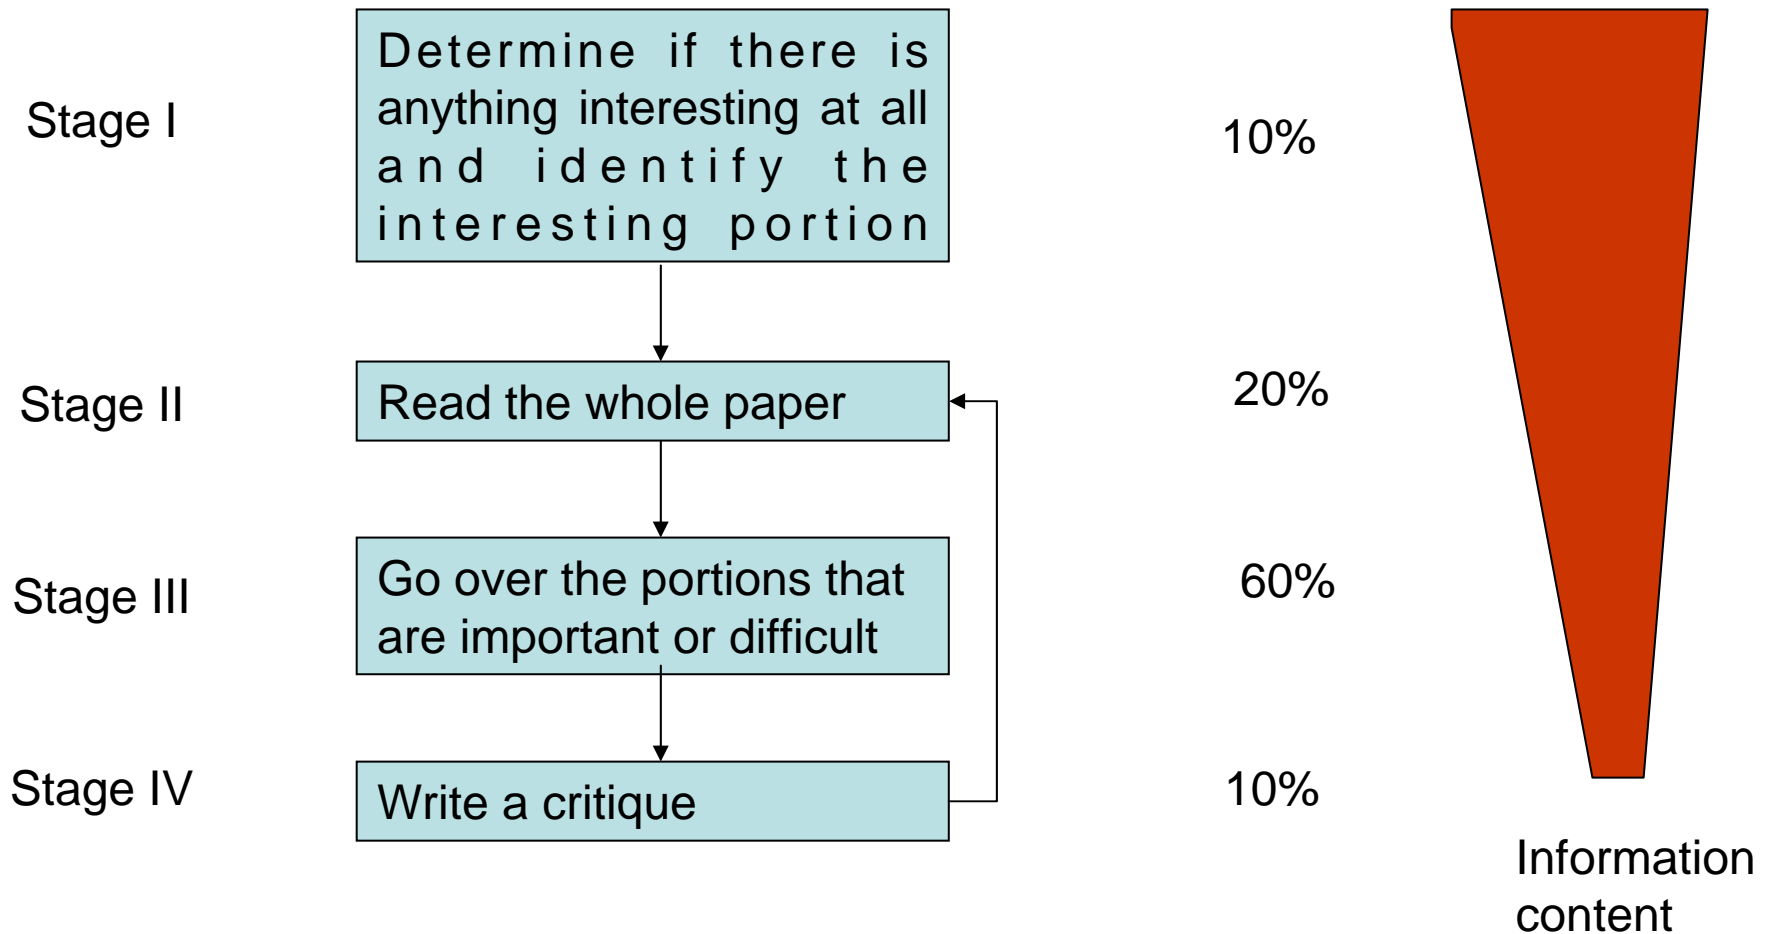 Stage I
Determine if there is
anything interesting at all
and identify the
interesting portion
10%
Stage II
Read the whole paper
20%
Stage III
Go over the portions that
are important or difficult
60%
Stage IV
Write a critique
10%
Information
content